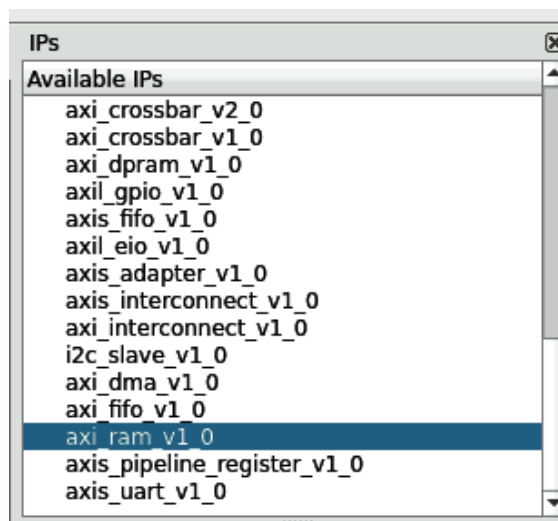 IPs
Available IPs
axi_crossbar_v2_0
axi_crossbar_v1_0
axi_dpram_v1_0
axil_gpio_v1_0
axis_fifo_v1_0
axil_eio_v1_0
axis_adapter_v1_0
axis_interconnect_v1_0
axi_interconnect_v1_0
i2c_slave_v1_0
axi_dma_v1_0
axi_fifo_v1_0
axi_ram_v1_0
axis_pipeline_register_v1_0
axis_uart_v1_0